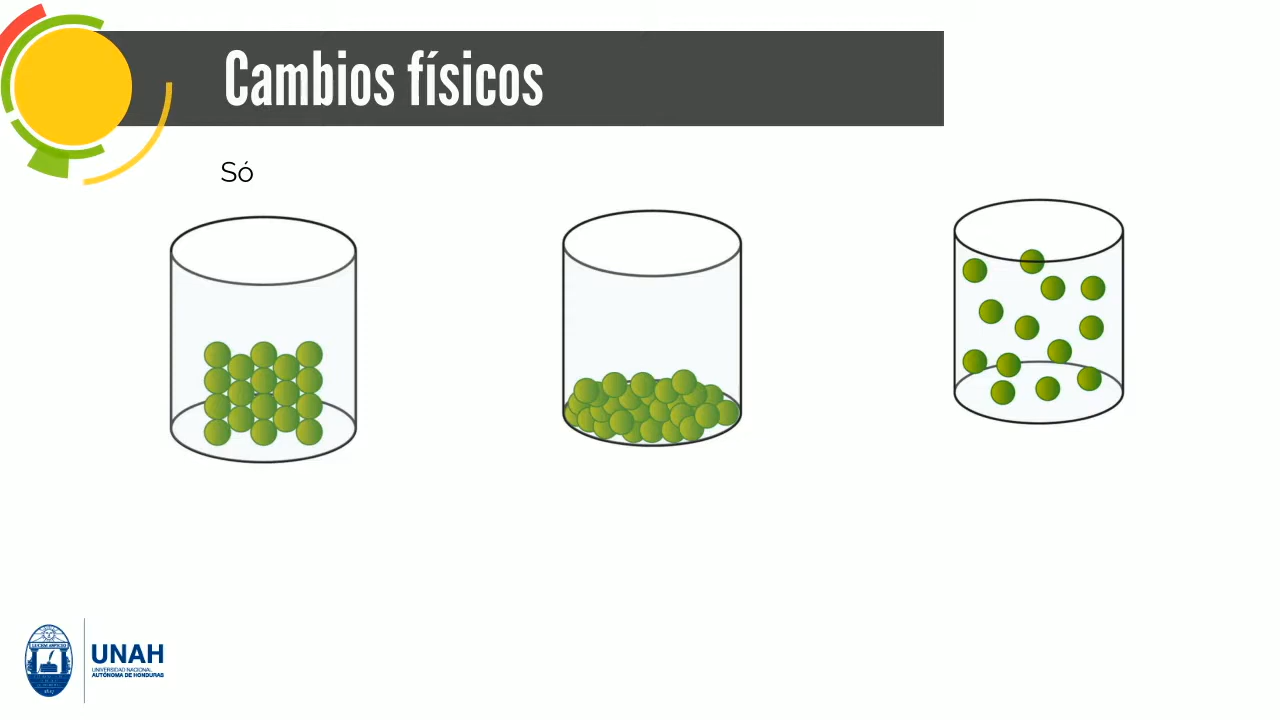 Cambios físicos
Só
UNAH
UNIVERSIDAD NACIONAL
AUTÓNOMA DE HONDURAS